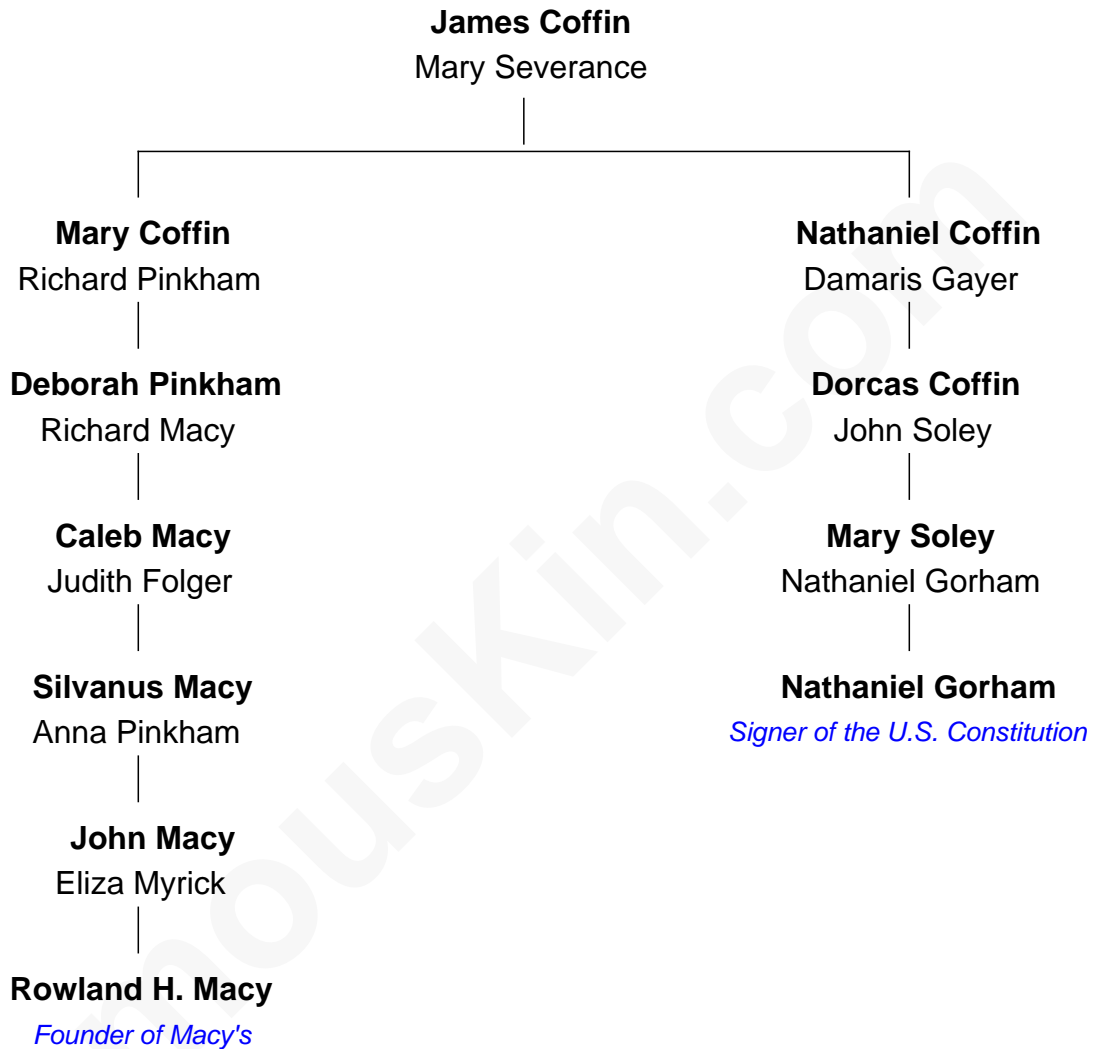 James Coffin
Mary Severance
Mary Coffin
Richard Pinkham
Nathaniel Coffin
Damaris Gayer
Deborah Pinkham
Richard Macy
Dorcas Coffin
John Soley
Caleb Macy
Judith Folger
Mary Soley
Nathaniel Gorham
Silvanus Macy
Anna Pinkham
Nathaniel Gorham
Signer of the U.S. Constitution
John Macy
Eliza Myrick
Rowland H. Macy
Founder of Macy's
mousKin.com